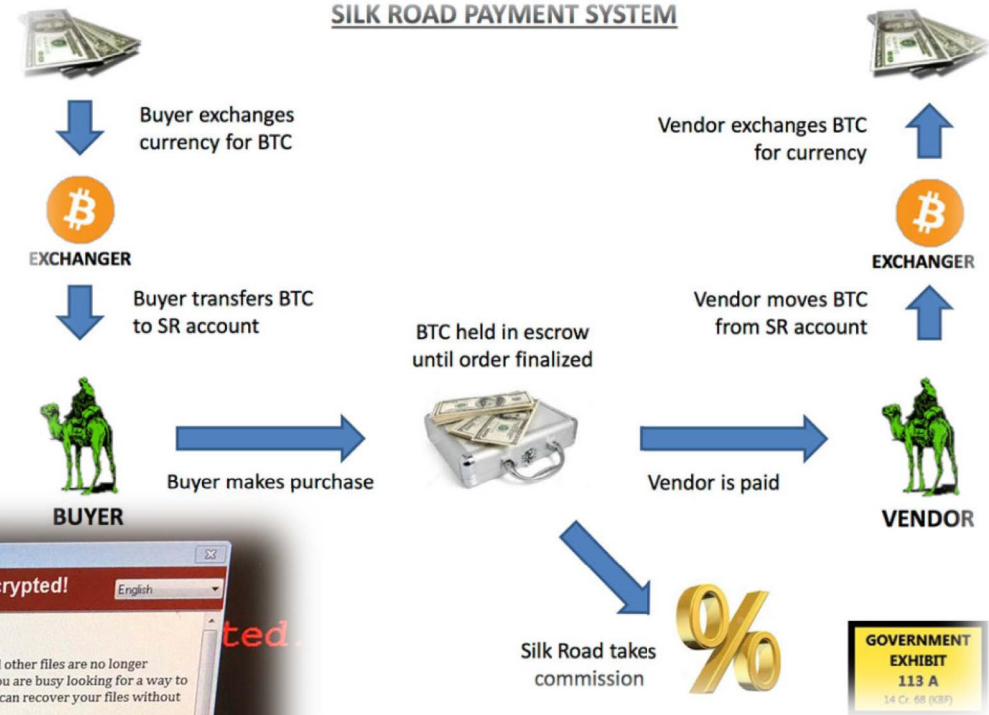 SILK ROAD PAYMENT SYSTEM
Buyer exchanges
currency for BTC
EXCHANGER
Buyer transfers BTC
to SR account
BUYER
Buyer makes purchase
BTC held in escrow
until order finalized
Vendor is paid
Silk Road takes
commission
%
Vendor exchanges BTC
for currency
EXCHANGER
Vendor moves BTC
from SR account
VENDOR
crypted!
English
ted.
other files are no longer
ou are busy looking for a way to
can recover your files without
GOVERNMENT
EXHIBIT
113 A
14 Cr. 68 (KBF)